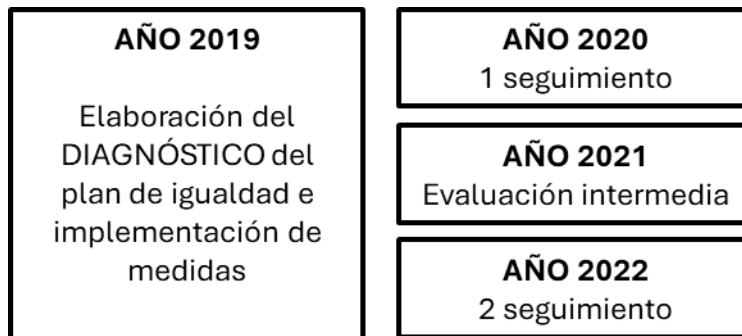 AÑO 2019
Elaboración del
DIAGNÓSTICO del
plan de igualdad e
implementación de
medidas
AÑO 2020
1 seguimiento
AÑO 2021
Evaluación intermedia
AÑO 2022
2 seguimiento